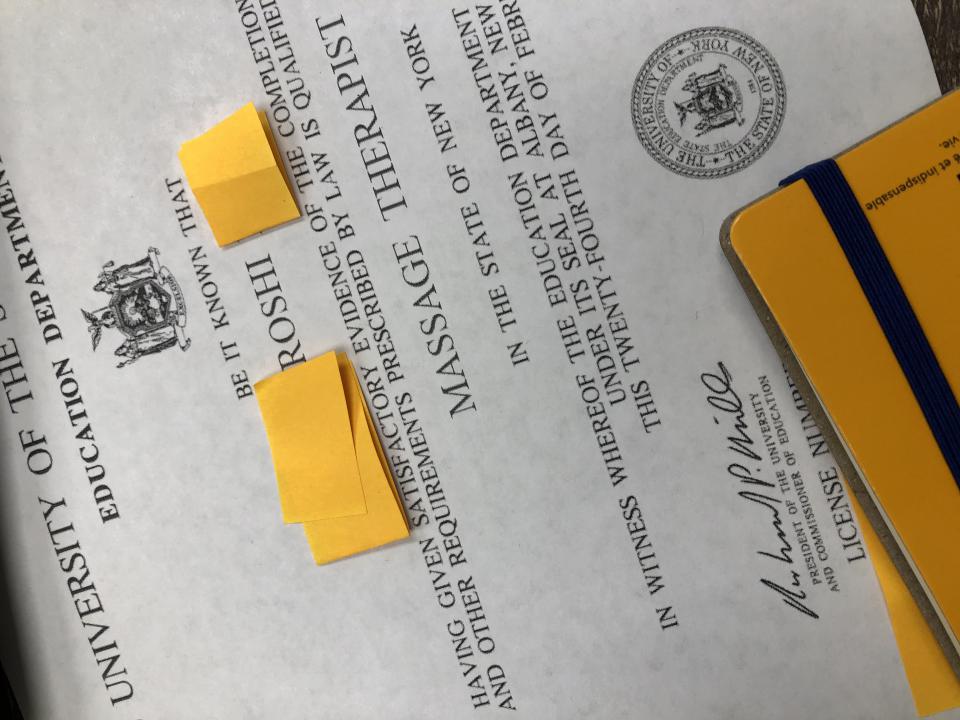 UNIVERSITY OF THE S
EDUCATION DEPARTMENT
BE IT KNOWN THAT
ROSHI
HAVING GIVEN SATISFACTORY EVIDENCE OF THE COMPLETION
AND OTHER REQUIREMENTS PRESCRIBED BY LAW IS QUALIFIED
MASSAGE THERAPIST
IN THE STATE OF NEW YORK
IN WITNESS WHEREOF THE EDUCATION DEPARTMENT
UNDER ITS SEAL AT ALBANY, NEW
THIS TWENTY-FOURTH DAY OF FEBR
THE UNIVERSITY OF THE STATE OF NEW YORK
THE STATE EDUCATION DEPARTMENT
1784
PRESIDENT OF THE UNIVERSITY
AND COMMISSIONER OF EDUCATION
LICENSE NUMBE
et indispensable
vie.